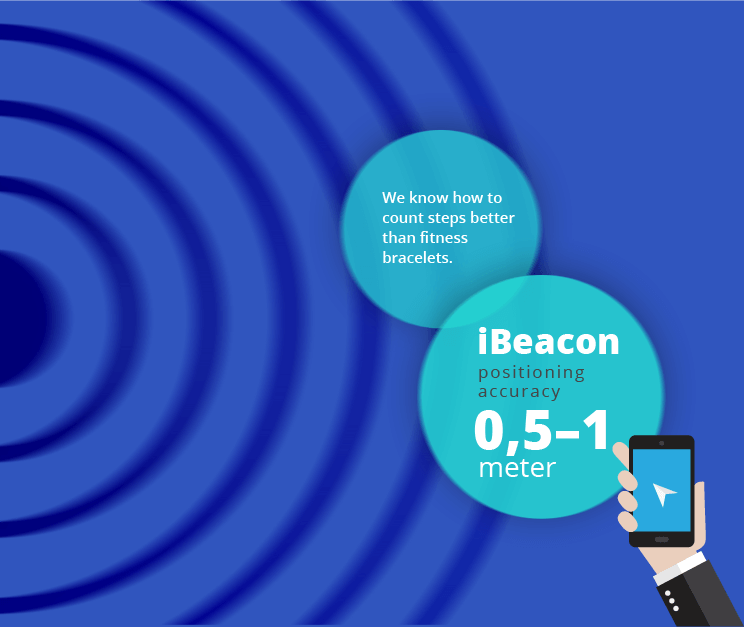 We know how to
count steps better
than fitness
bracelets.
iBeacon
positioning
accuracy
0,5–1
meter